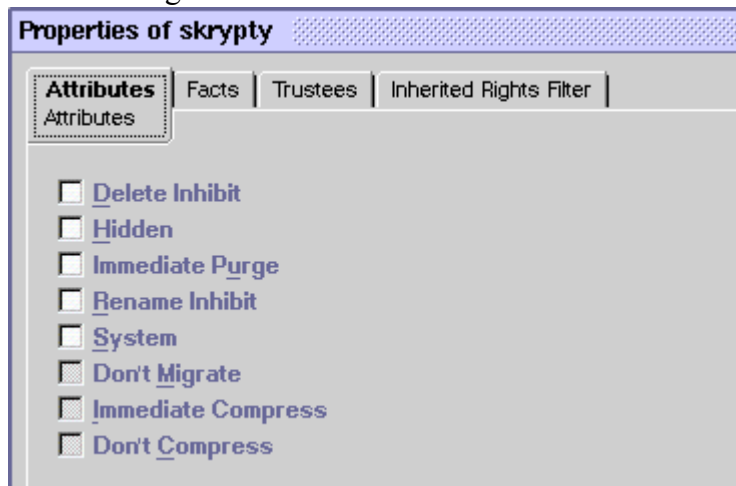 Properties of skrypty
Attributes Facts Trustees Inherited Rights Filter
Attributes
Delete Inhibit
Hidden
Immediate Purge
Rename Inhibit
System
Don't Migrate
Immediate Compress
Don't Compress